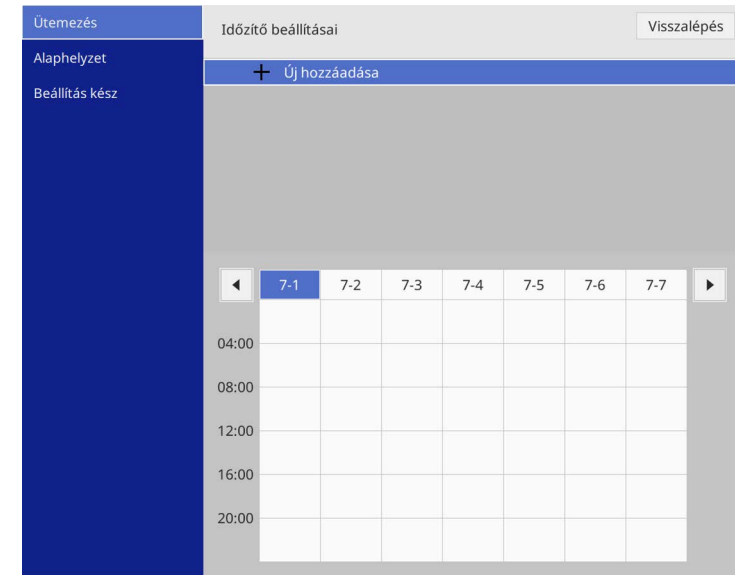 Ütemezés
Alaphelyzet
Beállítás kész
Időzítő beállításai
Visszalépés
+ Új hozzáadása
7-1 7-2 7-3 7-4 7-5 7-6 7-7
04:00
08:00
12:00
16:00
20:00